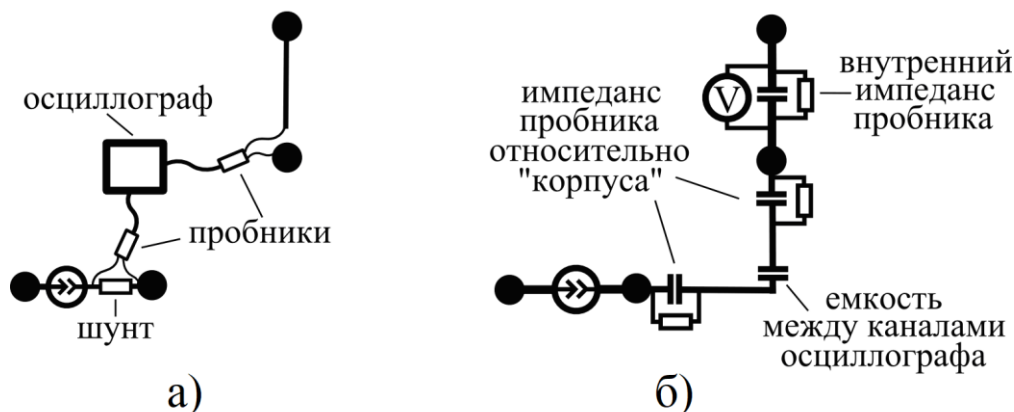 осциллограф
пробники
шунт
а)
импеданс
пробника
относительно
"корпуса"
V
внутренний
импеданс
пробника
емкость
между каналами
осциллографа
б)